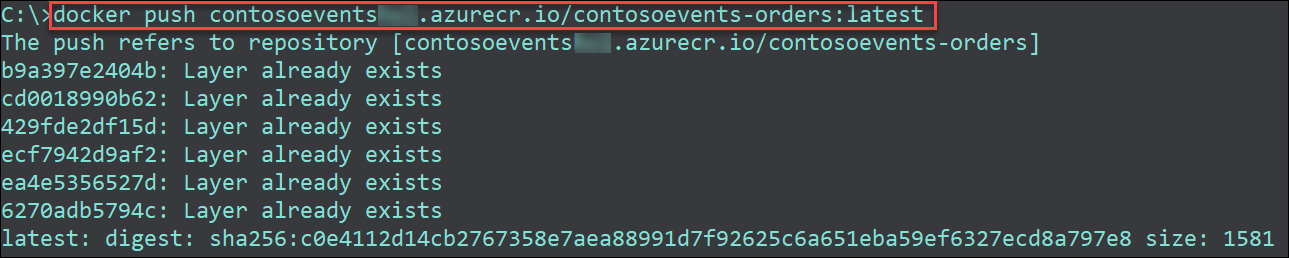 C:\>docker push contosoevents .azurecr.io/contosoevents-orders:latest
The push refers to repository [contosoevents .azurecr.io/contosoevents-orders]
b9a397e2404b: Layer already exists
cd0018990b62: Layer already exists
429fde2df15d: Layer already exists
ecf7942d9af2: Layer already exists
ea4e5356527d: Layer already exists
6270adb5794c: Layer already exists
latest: digest: sha256:c0e4112d14cb2767358e7aea88991d7f92625c6a651eba59ef6327ecd8a797e8 size: 1581